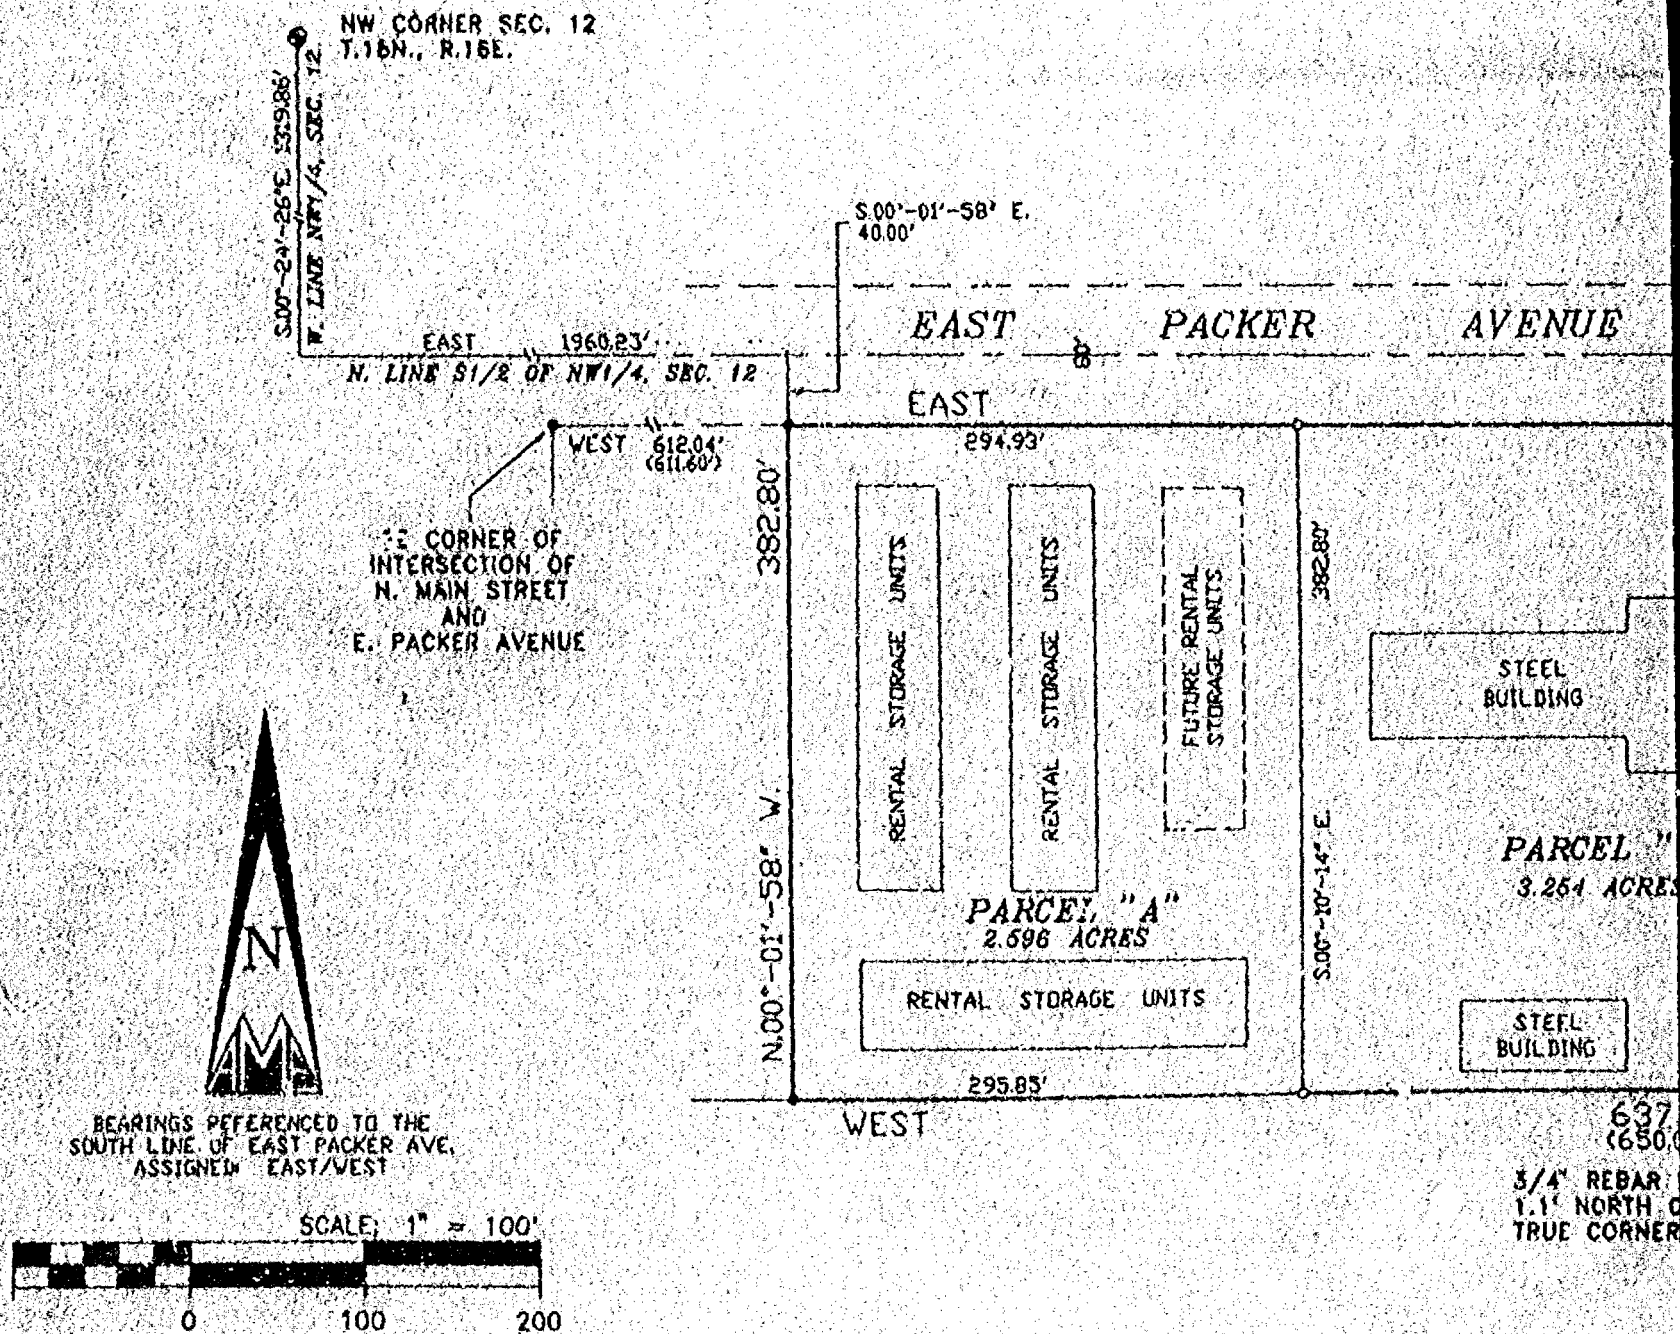 NW CORNER SEC. 12
T.16N., R.16E.
S.00°-24'-26"E 1319.86'
W. LINE NW1/4, SEC. 12
S.00°-01'-58" E.
40.00'
EAST PACKER AVENUE
EAST 1960.23'
N. LINE S1/2 OF NW1/4, SEC. 12
EAST
294.93'
WEST 612.04'
(611.60')
CORNER OF
INTERSECTION OF
N. MAIN STREET
AND
E. PACKER AVENUE
382.80'
N.00°-01'-58" W.
RENTAL STORAGE UNITS
RENTAL STORAGE UNITS
FUTURE RENTAL
STORAGE UNITS
382.80'
S.00°-10'-14" E.
STEEL
BUILDING
PARCEL "
3.254 ACRES
PARCEL "A"
2.596 ACRES
RENTAL STORAGE UNITS
STEEL
BUILDING
295.85'
WEST
637
(650.
3/4" REBAR
1.1' NORTH
TRUE CORNER
N
BEARINGS REFERENCED TO THE
SOUTH LINE OF EAST PACKER AVE,
ASSIGNED EAST/WEST
SCALE: 1" = 100'
0 100 200